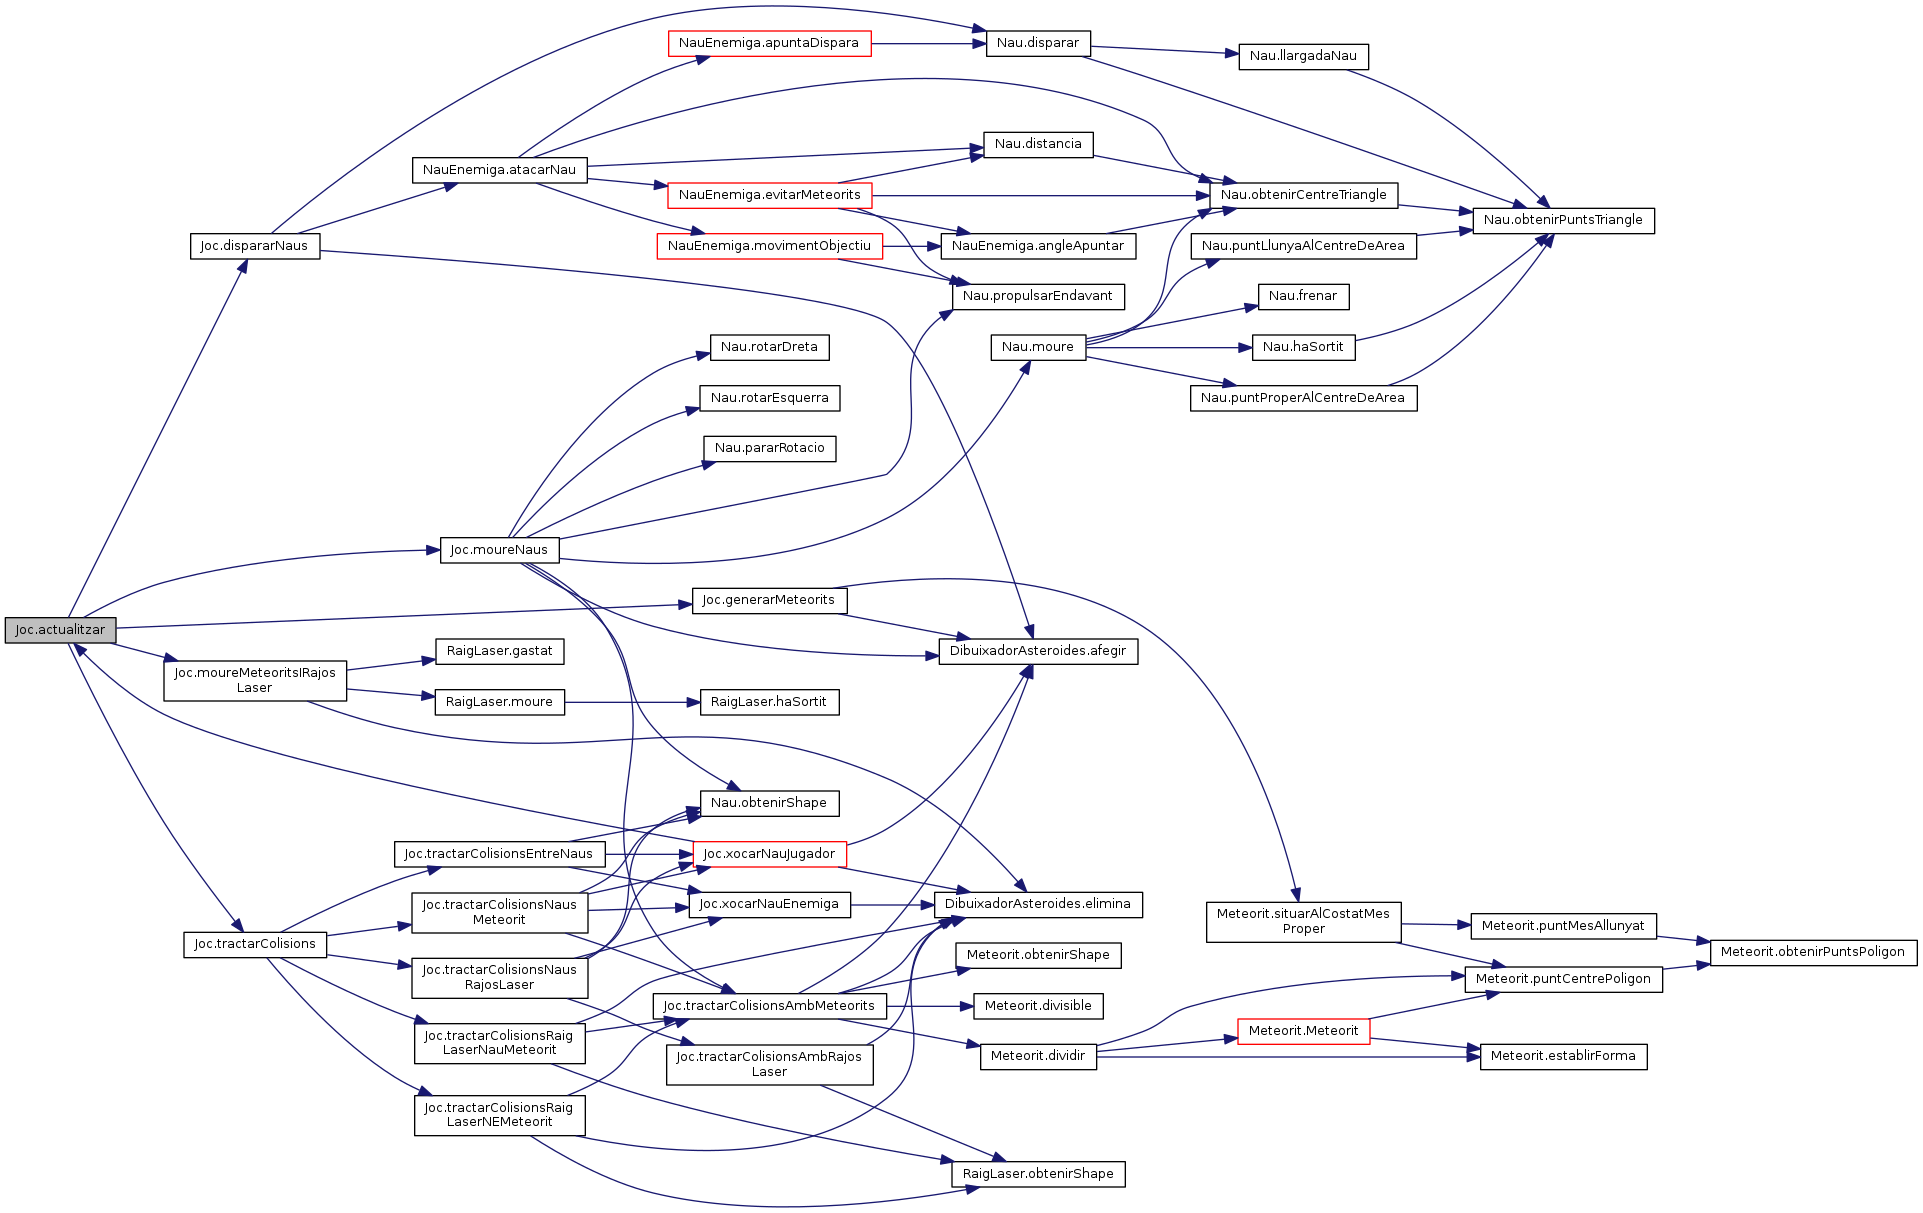 NauEnemiga.apuntaDispara
Nau.disparar
Nau.llargadaNau
Nau.distancia
NauEnemiga.atacarNau
NauEnemiga.evitarMeteorits
Nau.obtenirCentreTriangle
Nau.obtenirPuntsTriangle
Joc.dispararNaus
NauEnemiga.movimentObjectiu
NauEnemiga.angleApuntar
Nau.puntLlunyaAlCentreDeArea
Nau.propulsarEndavant
Nau.frenar
Nau.rotarDreta
Nau.moure
Nau.haSortit
Nau.rotarEsquerra
Nau.puntProperAlCentreDeArea
Nau.pararRotacio
Joc.moureNaus
Joc.generarMeteorits
Joc.actualitzar
RaigLaser.gastat
DibuixadorAsteroides.afegir
Joc.moureMeteoritsIRajos
Laser
RaigLaser.moure
RaigLaser.haSortit
Nau.obtenirShape
Joc.tractarColisionsEntreNaus
Joc.xocarNauJugador
Joc.tractarColisionsNaus
Meteorit
Joc.xocarNauEnemiga
DibuixadorAsteroides.elimina
Meteorit.situarAlCostatMes
Proper
Meteorit.puntMesAllunyat
Joc.tractarColisions
Meteorit.obtenirShape
Meteorit.obtenirPuntsPoligon
Joc.tractarColisionsNaus
RajosLaser
Meteorit.puntCentrePoligon
Joc.tractarColisionsAmbMeteorits
Meteorit.divisible
Joc.tractarColisionsRaig
LaserNauMeteorit
Meteorit.Meteorit
Joc.tractarColisionsAmbRajos
Laser
Meteorit.dividir
Meteorit.establirForma
Joc.tractarColisionsRaig
LaserNEMeteorit
RaigLaser.obtenirShape